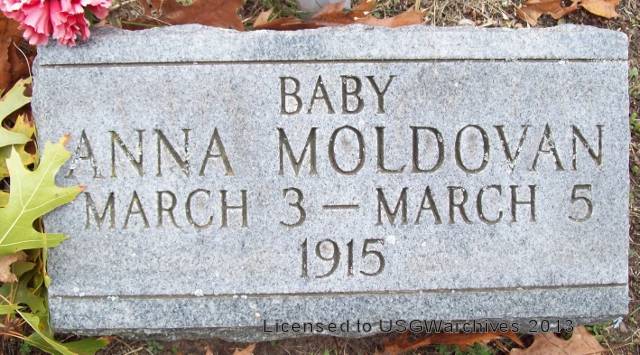 BABY
ANNA MOLDOVAN
MARCH 3 — MARCH 5
1915
Licensed to USGWarchives 2013